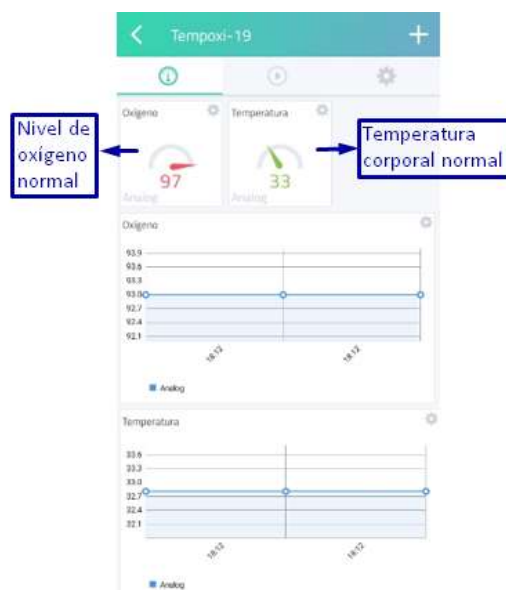 Tempoxi-19
Nivel de
oxígeno
normal
Oxigeno
97
Analog
Temperatura
33
Analog
Temperatura
corporal normal
Oxigeno
93.9
93.6
93.3
93.0
92.7
92.4
92.1
18:12
18:12
Analog
Temperatura
33.6
33.3
33.0
32.7
32.4
32.1
18:12
18:12
Analog